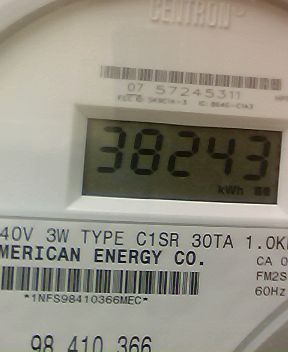 CENTRON
07 57245311
38243
kWh
40V 3W TYPE C1SR 30TA 1.0K
MERICAN ENERGY CO.
CA 0
FM2S
*1NFS98410366MEC*
60Hz
98 410 366